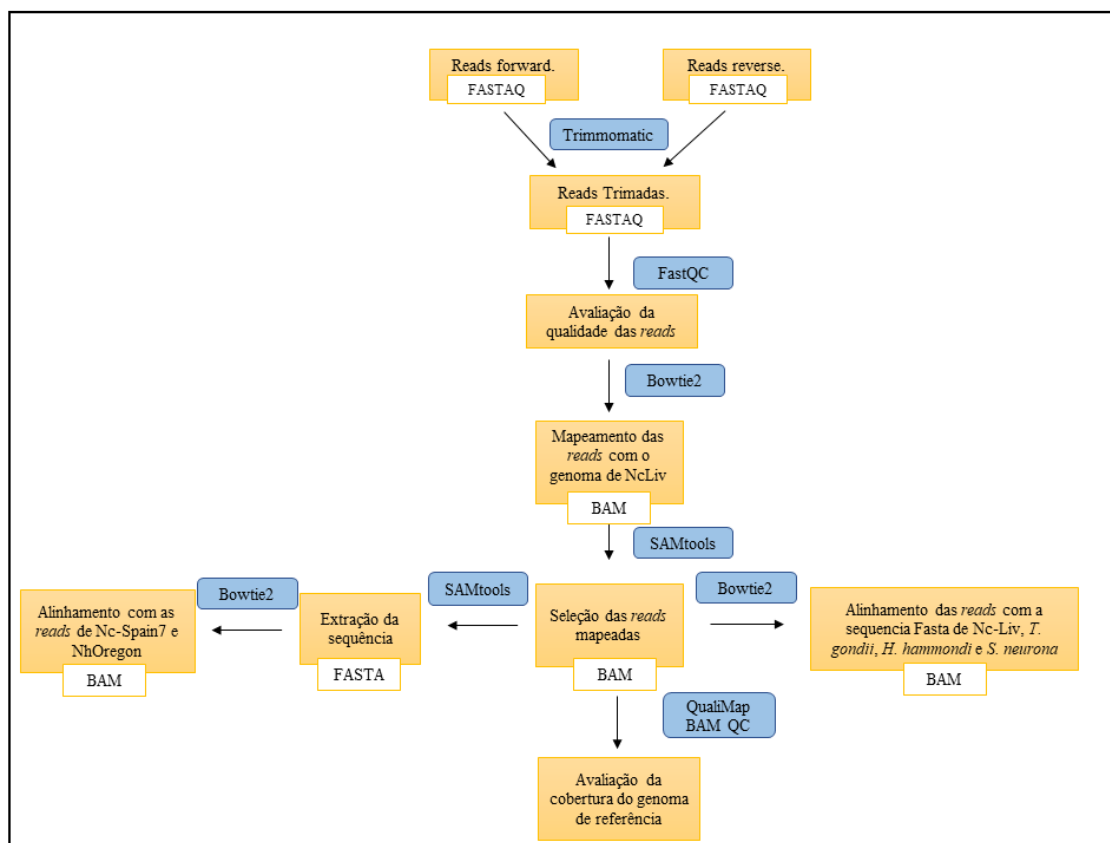 Reads forward.
FASTAQ
Reads reverse.
FASTAQ
Trimmomatic
Reads Trimadas.
FASTAQ
FastQC
Avaliação da
qualidade das reads
Bowtie2
Mapeamento das
reads com o
genoma de NcLiv
BAM
SAMtools
Bowtie2
SAMtools
Bowtie2
Alinhamento com as
reads de Nc-Spain7 e
NhOregon
BAM
Extração da
sequência
FASTA
Seleção das reads
mapeadas
BAM
Alinhamento das reads com a
sequencia Fasta de Nc-Liv, T.
gondii, H. hammondi e S. neurona
BAM
QualiMap
BAM QC
Avaliação da
cobertura do genoma
de referência